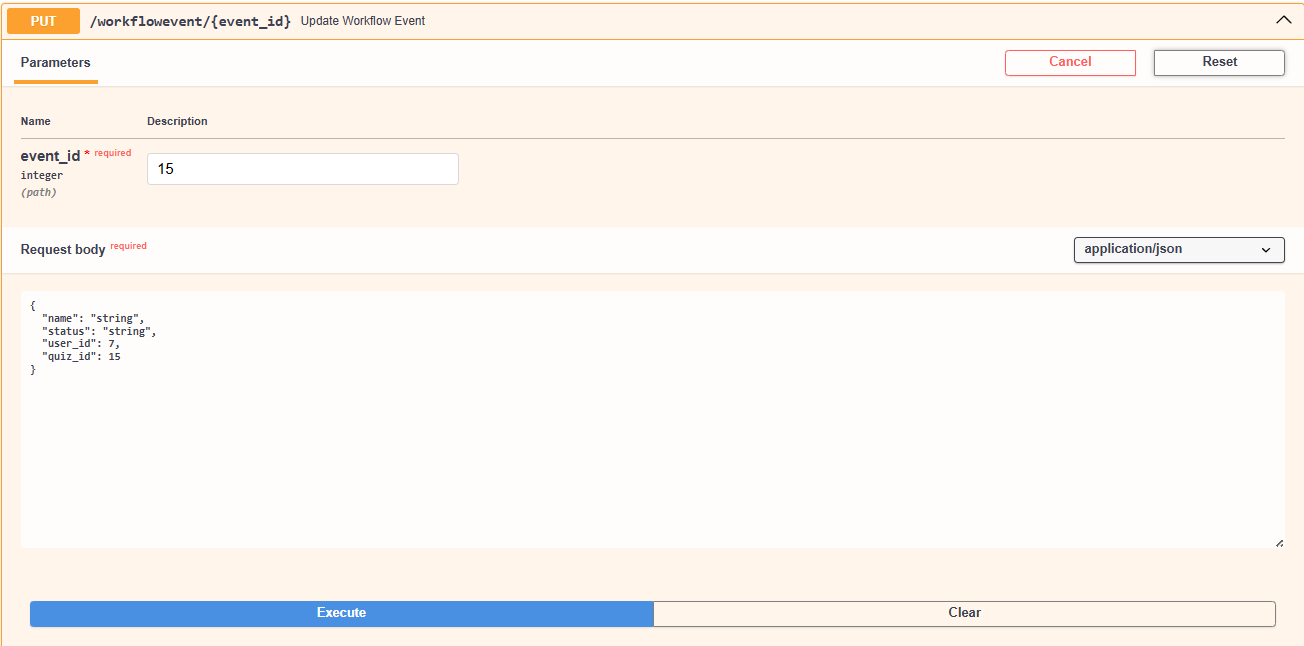 PUT /workflowevent/{event_id} Update Workflow Event
Parameters
Cancel
Reset
Name Description
event_id * required
integer
(path)
15
Request body required
application/json
{
  "name": "string",
  "status": "string",
  "user_id": 7,
  "quiz_id": 15
}
Execute
Clear